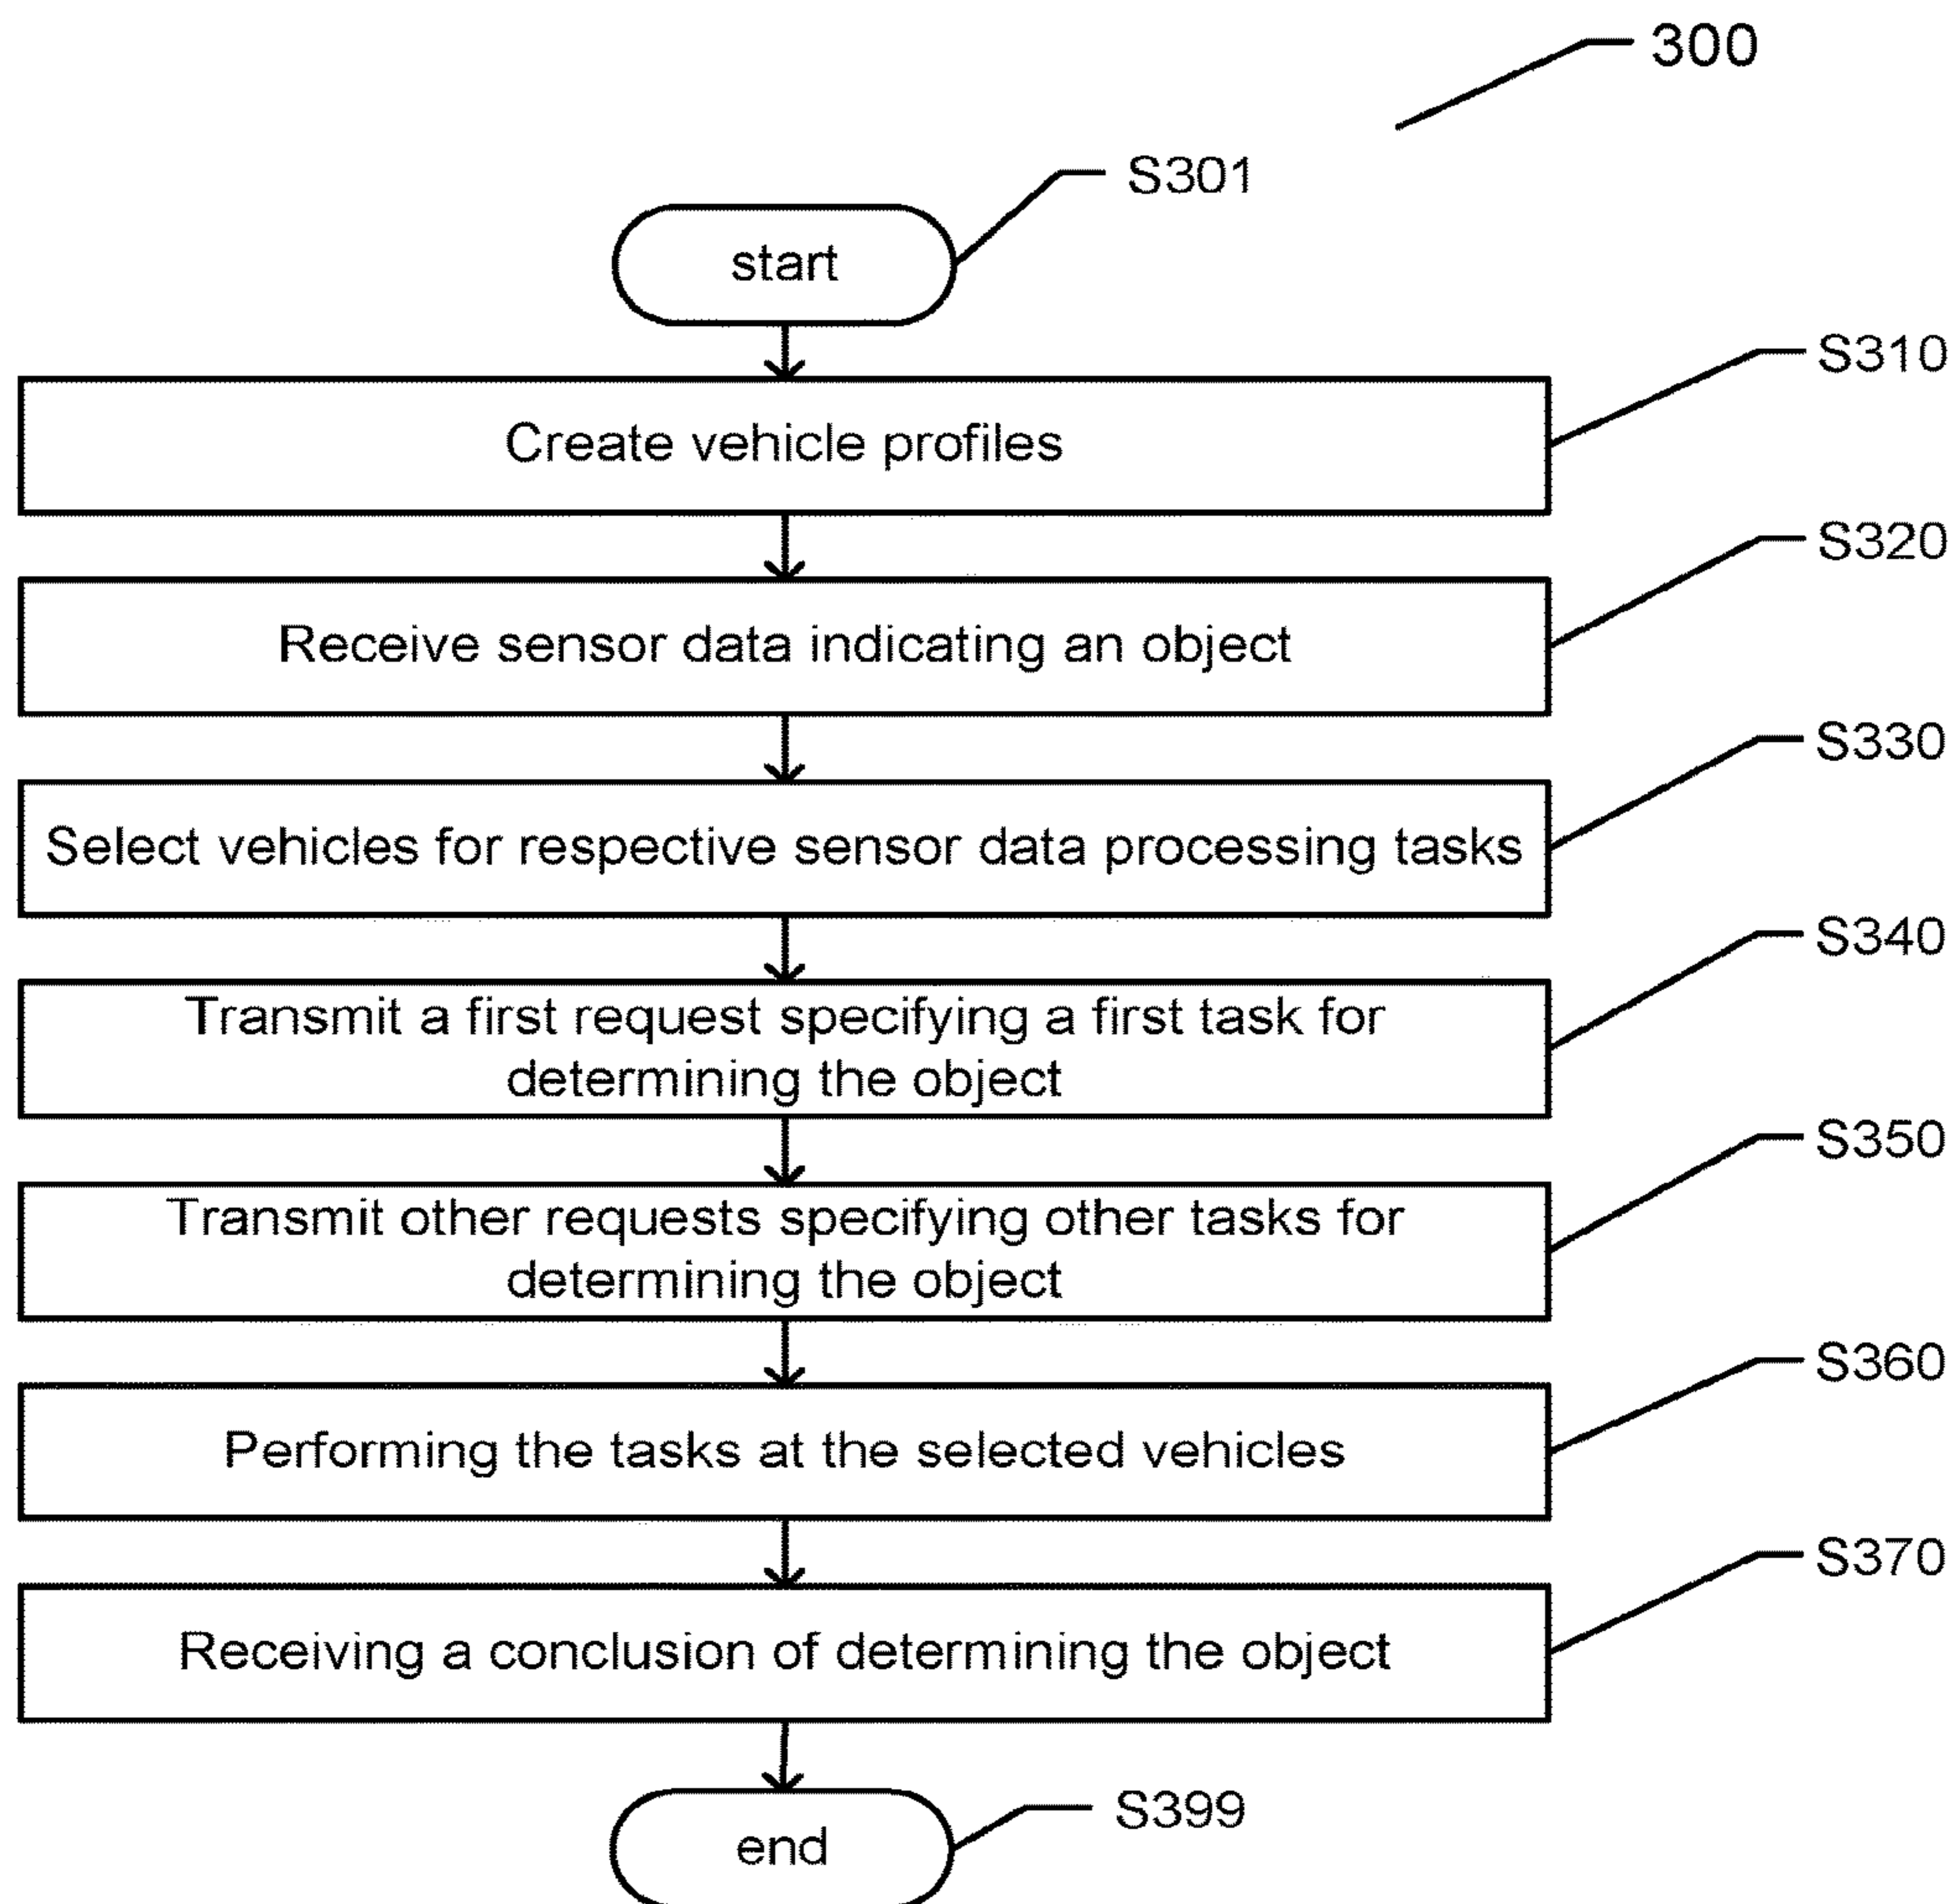 300
S301
start
S310
Create vehicle profiles
S320
Receive sensor data indicating an object
S330
Select vehicles for respective sensor data processing tasks
S340
Transmit a first request specifying a first task for
determining the object
S350
Transmit other requests specifying other tasks for
determining the object
S360
Performing the tasks at the selected vehicles
S370
Receiving a conclusion of determining the object
S399
end